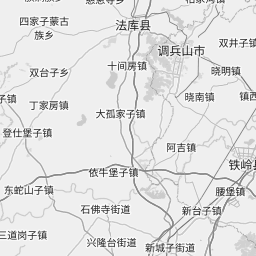 四家子蒙古
族乡
法库县
双井子乡
调兵山市
双台子乡
十间房镇
晓明镇
丁家房镇
晓南镇
镇西
大孤家子镇
登仕堡子镇
阿吉镇
铁岭县
依牛堡子镇
东蛇山子镇
腰堡镇
石佛寺街道
新台子镇
三道岗子镇
兴隆台街道
新城子街道